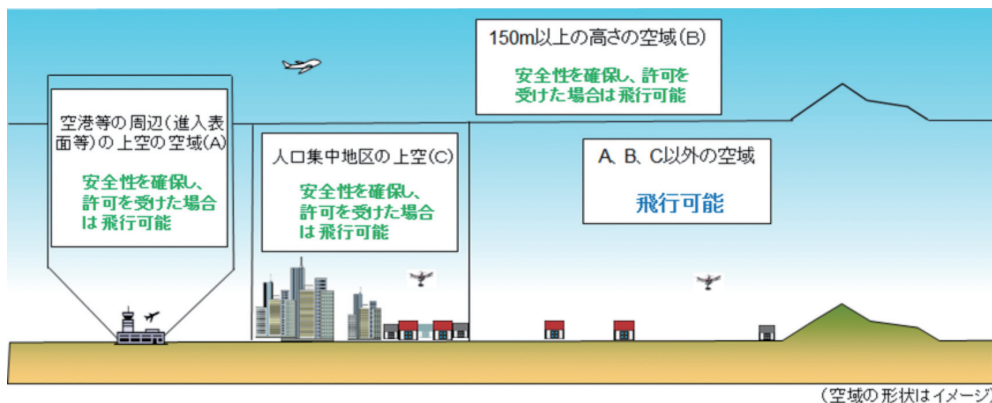 150m以上の高さの空域(B)
安全性を確保し、許可を
受けた場合は飛行可能
空港等の周辺(進入表
面等)の上空の空域(A)
安全性を確保し、
許可を受けた場合
は飛行可能
人口集中地区の上空(C)
安全性を確保し、
許可を受けた場合
は飛行可能
A、B、C以外の空域
飛行可能
(空域の形状はイメージ)